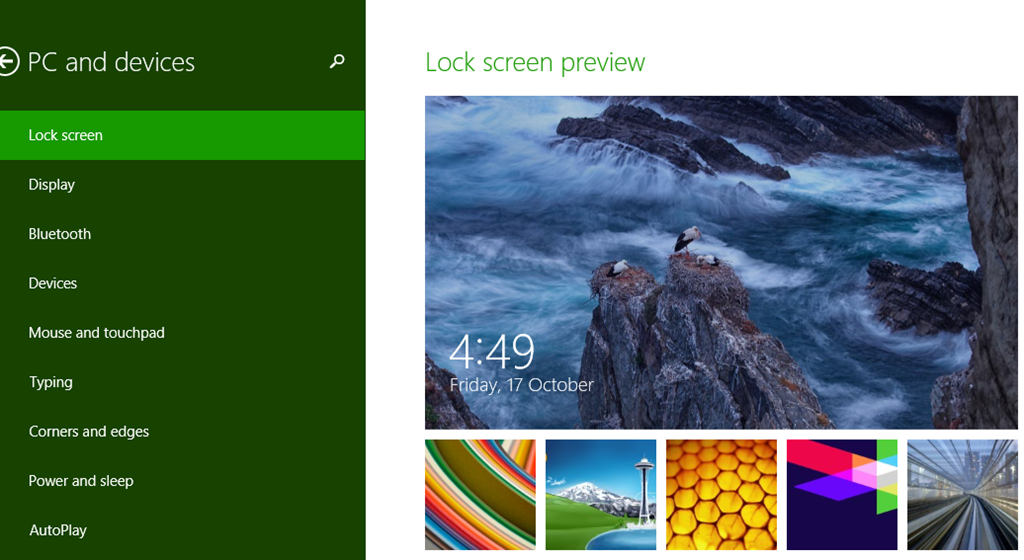 PC and devices
Lock screen
Display
Bluetooth
Devices
Mouse and touchpad
Typing
Corners and edges
Power and sleep
AutoPlay
Lock screen preview
4:49
Friday, 17 October